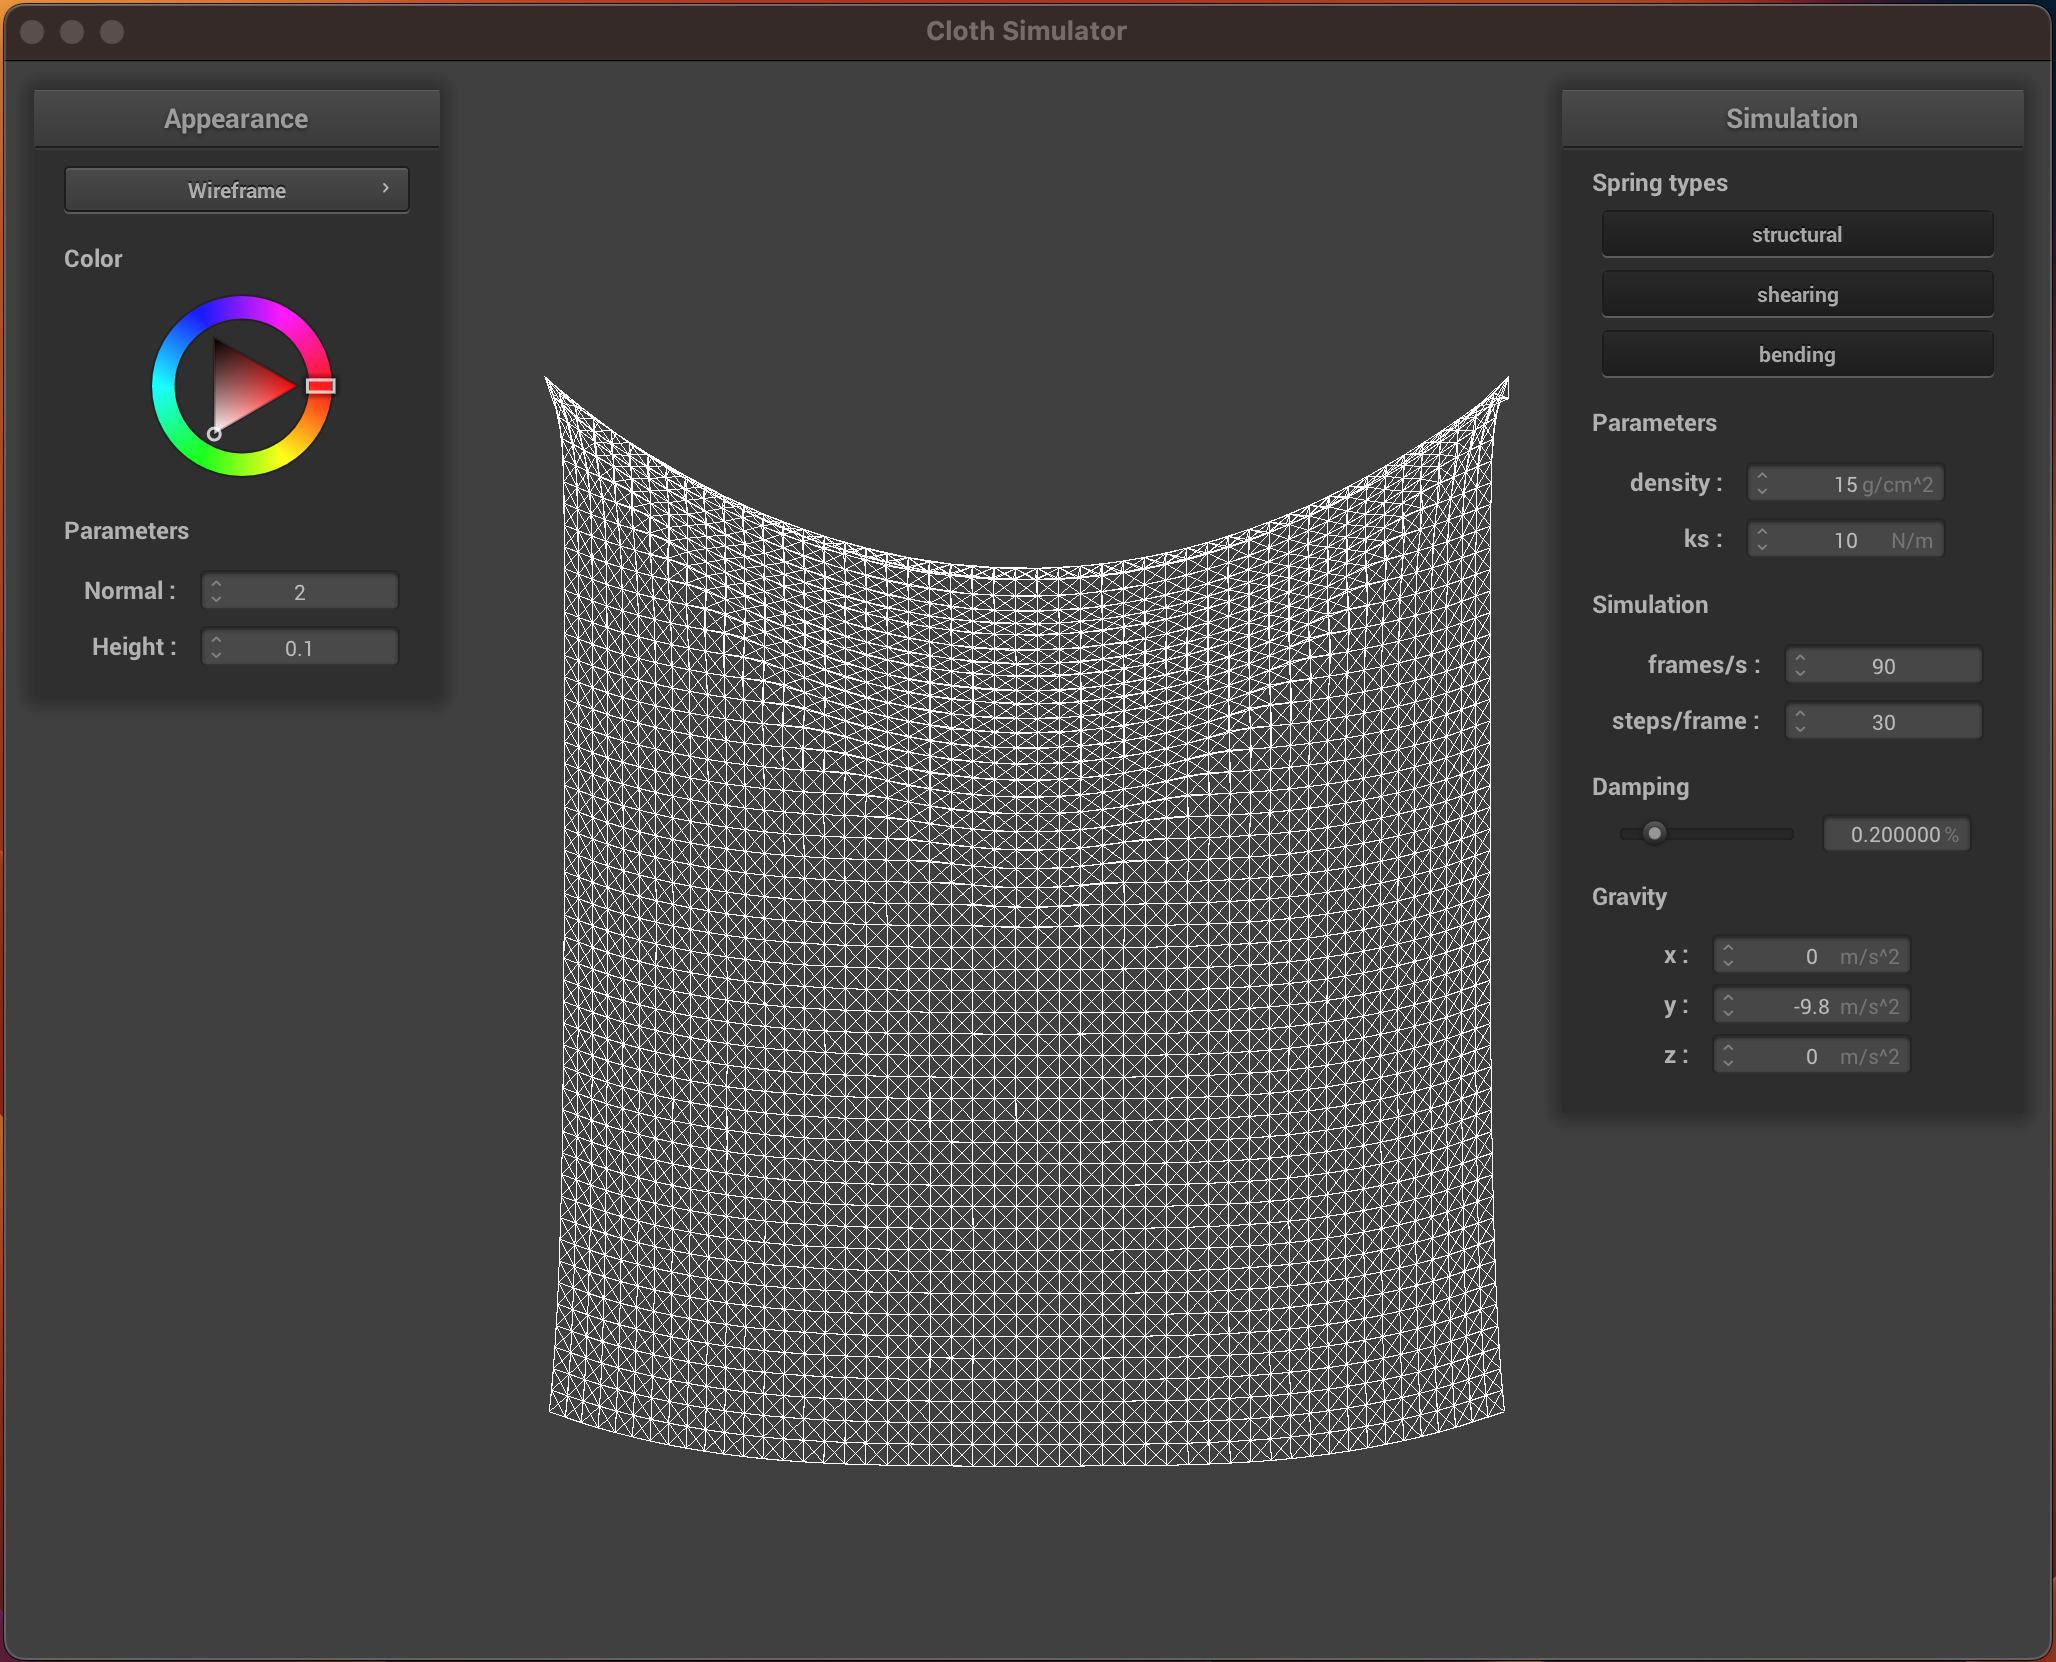 Cloth Simulator
Appearance
Wireframe
Color
Parameters
Normal : 2
Height : 0.1
Simulation
Spring types
structural
shearing
bending
Parameters
density : 15 g/cm^2
ks : 10 N/m
Simulation
frames/s : 90
steps/frame : 30
Damping
0.200000 %
Gravity
x : 0 m/s^2
y : -9.8 m/s^2
z : 0 m/s^2